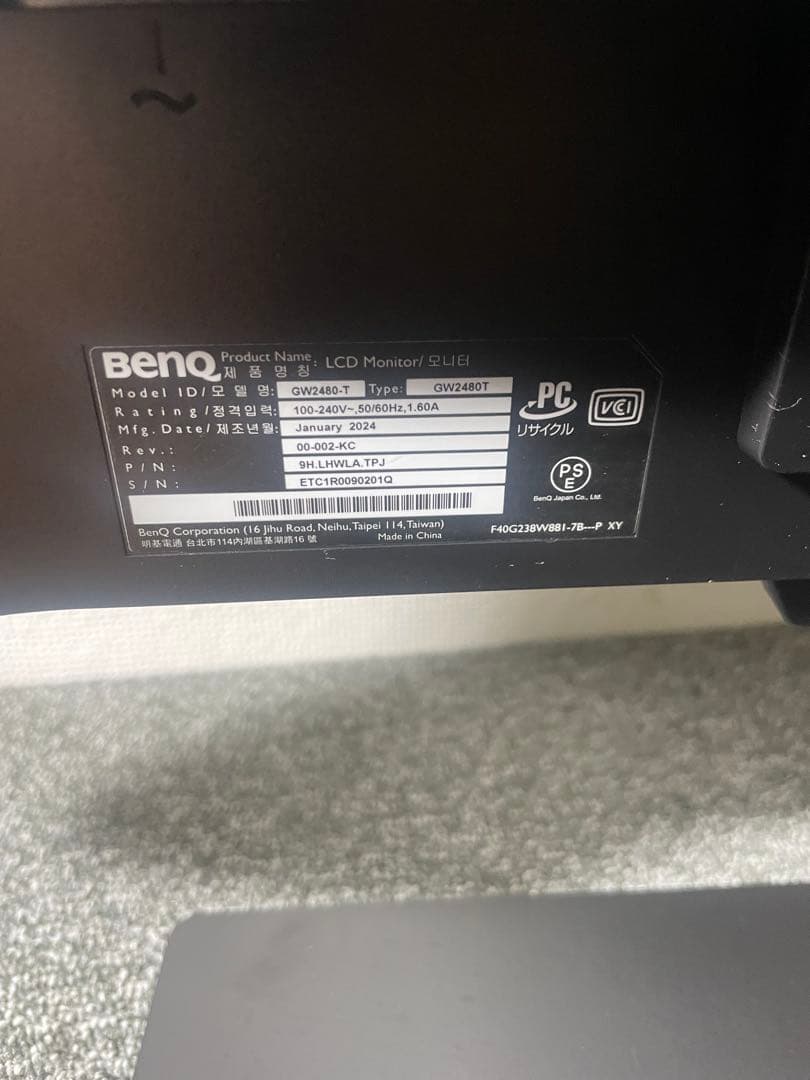 ~
BenQ Product Name : LCD Monitor/모니터
제 품 명 칭
Model ID/모 델 명: GW2480-T Type: GW2480T
Rating/정격입력: 100-240V~,50/60Hz,1.60A
Mfg. Date/제조년월: January 2024
Rev.: 00-002-KC
P/N: 9H.LHWLA.TPJ
S/N: ETC1R0090201Q
PC
リサイクル
VCI
PS
E
BenQ Japan Co., Ltd.
BenQ Corporation (16 Jihu Road, Neihu,Taipei 114,Taiwan)
明基電通 台北市114內湖區基湖路16 號 Made in China
F40G238W881-7B---P XY